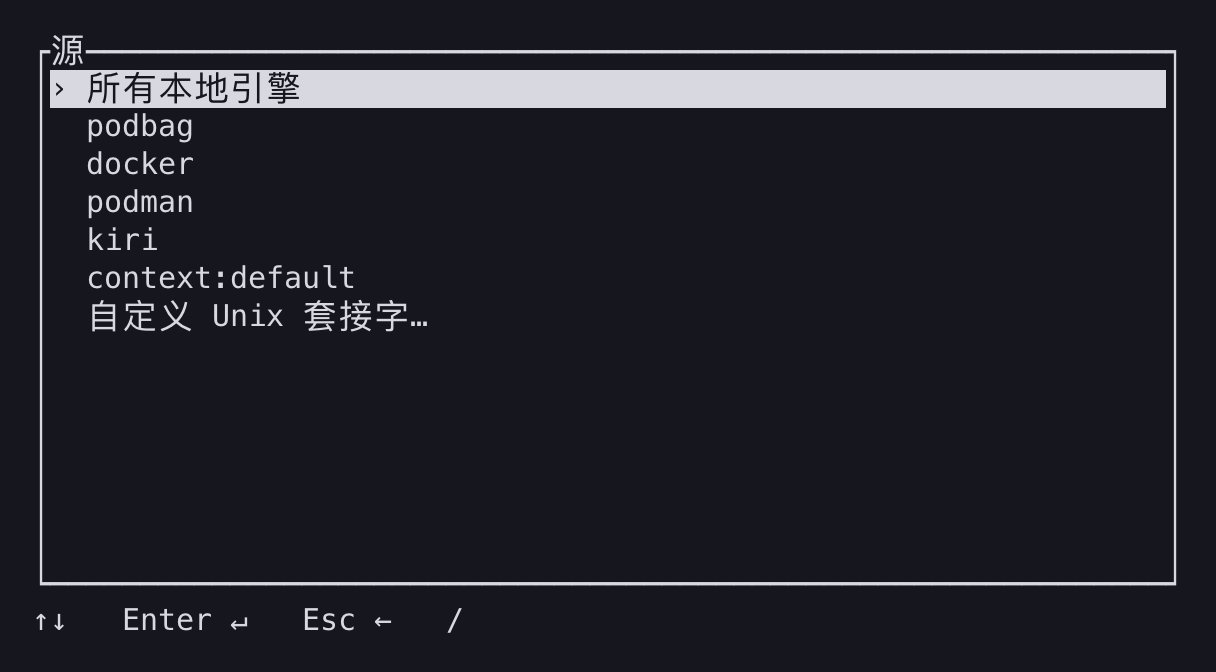 源
› 所有本地引擎
podbag
docker
podman
kiri
context:default
自定义 Unix 套接字…
↑↓ Enter ↵ Esc ← /